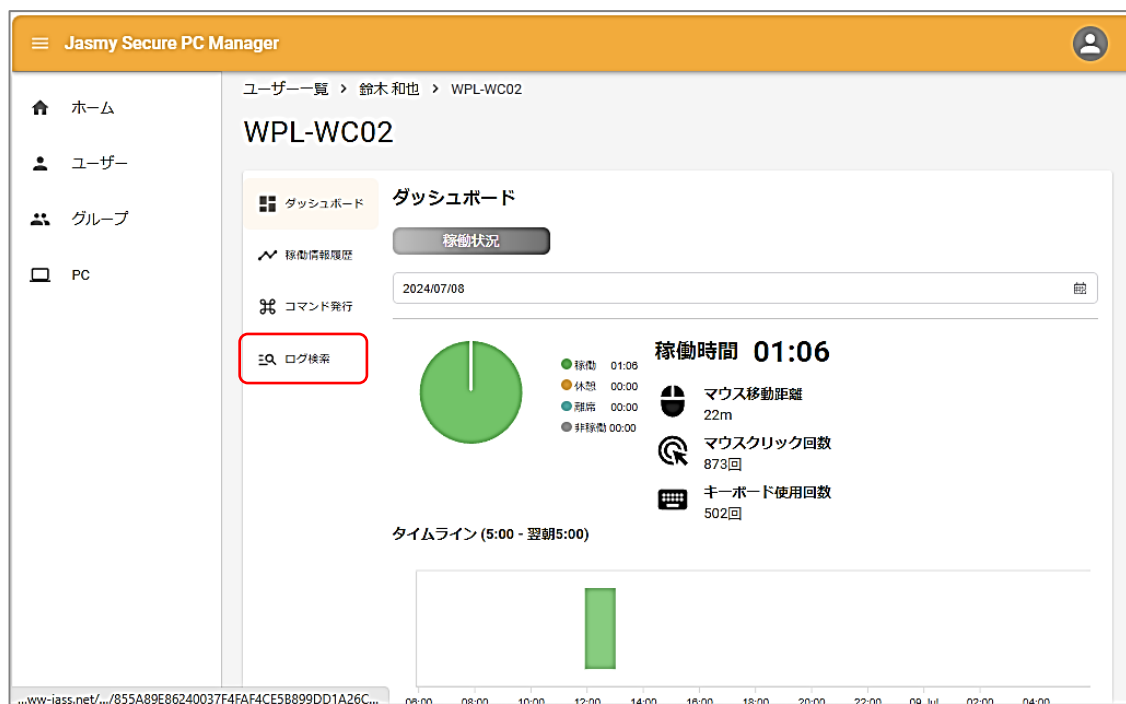 Jasmy Secure PC Manager
ホーム
ユーザー
グループ
PC
ユーザー一覧 > 鈴木 和也 > WPL-WC02
WPL-WC02
ダッシュボード
稼働情報履歴
コマンド発行
ログ検索
ダッシュボード
稼働状況
2024/07/08
稼働 01:06
休憩 00:00
離席 00:00
非稼働 00:00
稼働時間 01:06
マウス移動距離
22m
マウスクリック回数
873回
キーボード使用回数
502回
タイムライン (5:00 - 翌朝5:00)
06:00 08:00 10:00 12:00 14:00 16:00 18:00 20:00 22:00 09 Jul 02:00 04:00
...ww-jass.net/.../855A89E86240037F4FAF4CE5B899DD1A26C...